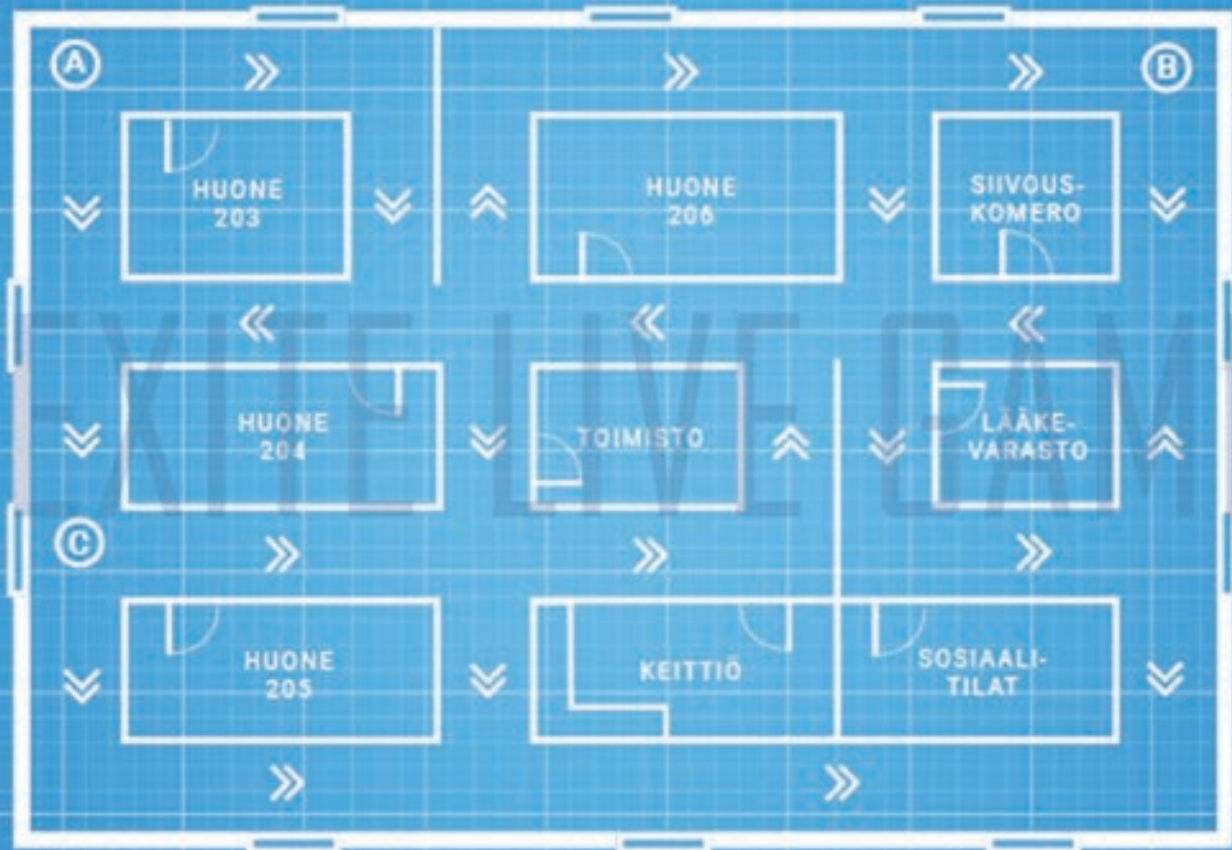 A
B
HUONE
203
HUONE
206
SIIVOUS-
KOMERO
EXITE LIVE GAM
HUONE
204
TOIMISTO
LÄÄKE-
VARASTO
C
HUONE
205
KEITTIÖ
SOSIAALI-
TILAT